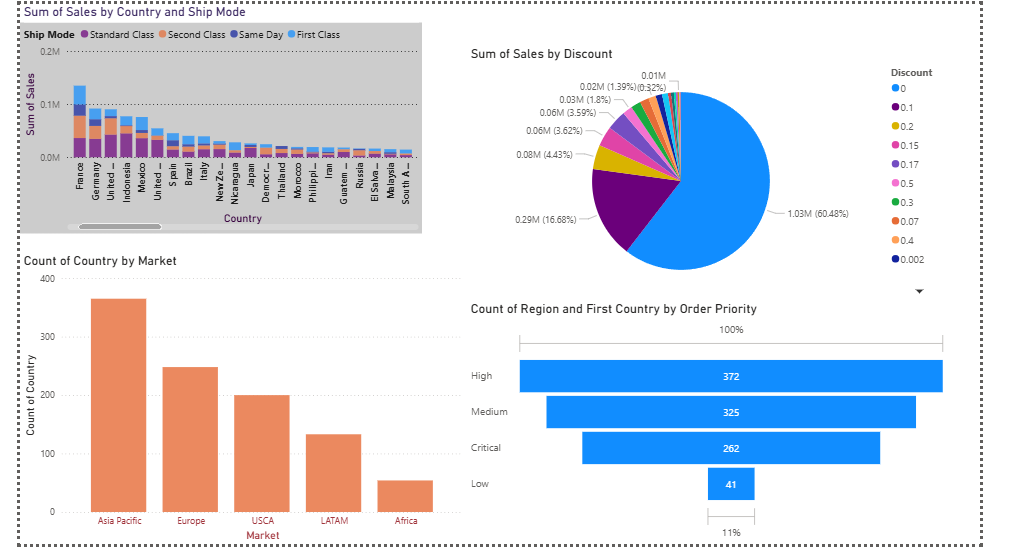 Sum of Sales by Country and Ship Mode
Ship Mode Standard Class Second Class Same Day First Class
0.2M
0.1M
0.0M
Sum of Sales
France
Germany
United ...
Indonesia
Mexico
United ...
Spain
Brazil
Italy
New Ze...
Nicaragua
Japan
Democr...
Thailand
Morocco
Philippi...
Iran
Guatem...
Russia
El Salva...
Malaysia
South A...
Country
Sum of Sales by Discount
0.01M
(0.32%)
0.02M (1.39%)
0.03M (1.8%)
0.06M (3.59%)
0.06M (3.62%)
0.08M (4.43%)
0.29M (16.68%)
1.03M (60.48%)
Discount
0
0.1
0.2
0.15
0.17
0.5
0.3
0.07
0.4
0.002
Count of Country by Market
400
300
200
100
0
Count of Country
Asia Pacific
Europe
USCA
LATAM
Africa
Market
Count of Region and First Country by Order Priority
100%
High 372
Medium 325
Critical 262
Low 41
11%